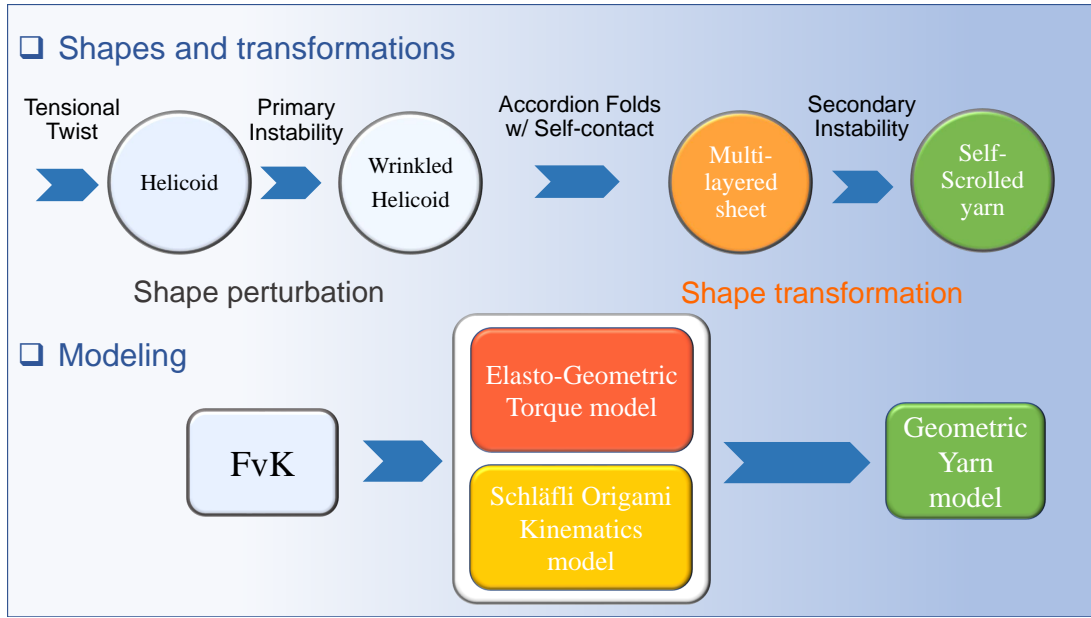 ❑ Shapes and transformations
Tensional
Twist
Primary
Instability
Accordion Folds
w/ Self-contact
Secondary
Instability
Helicoid
Wrinkled
Helicoid
Multi-
layered
sheet
Self-
Scrolled
yarn
Shape perturbation
Shape transformation
❑ Modeling
FvK
Elasto-Geometric
Torque model
Schläfli Origami
Kinematics
model
Geometric
Yarn
model